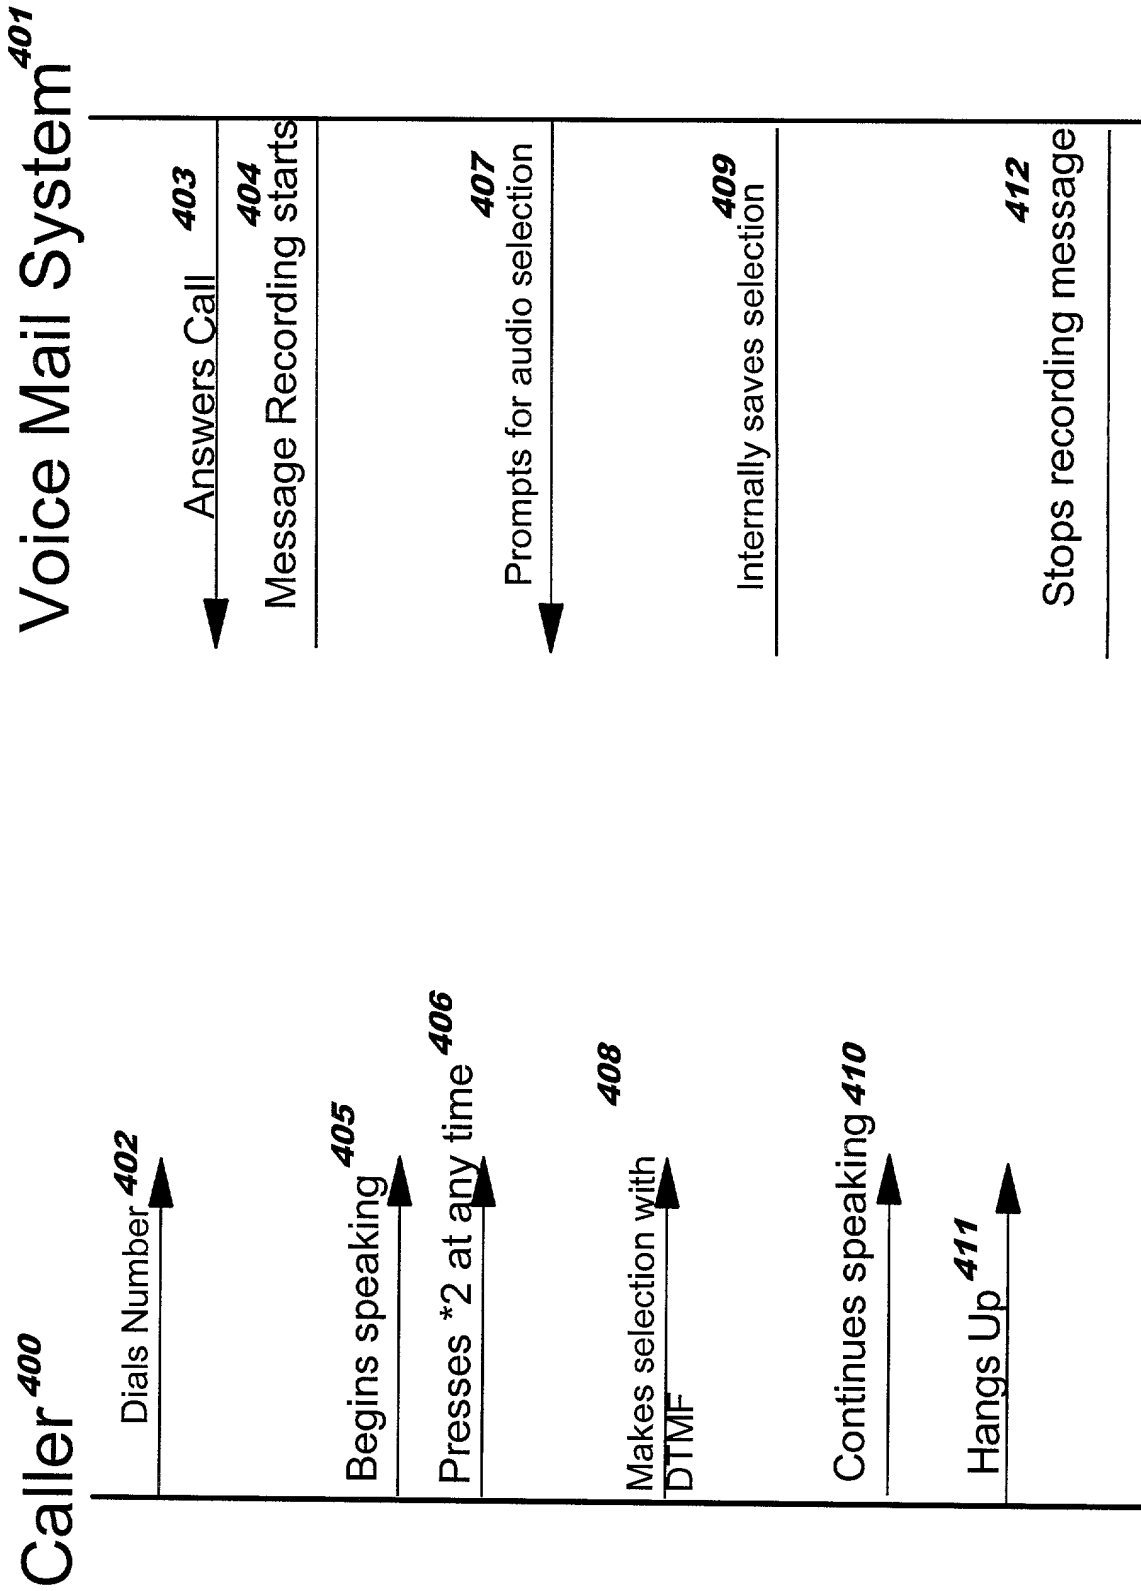 Caller 400
Voice Mail System 401
Dials Number 402
403
Answers Call
404
Message Recording starts
Begins speaking 405
Presses *2 at any time 406
407
Prompts for audio selection
408
Makes selection with
DTMF
409
Internally saves selection
Continues speaking 410
Hangs Up 411
412
Stops recording message